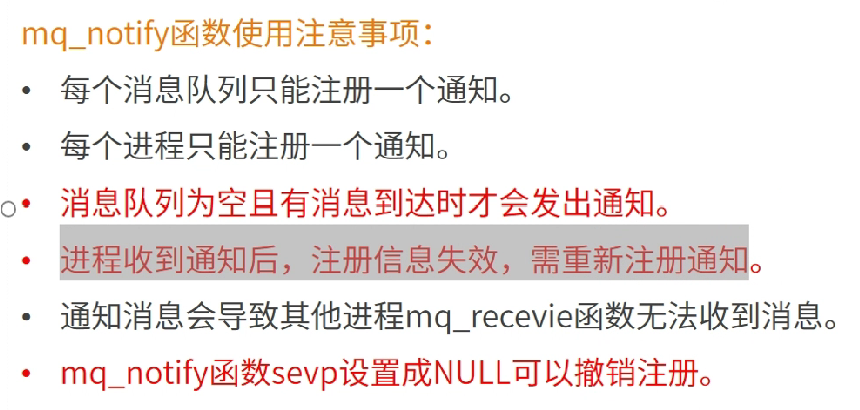 mq_notify函数使用注意事项：
• 每个消息队列只能注册一个通知。
• 每个进程只能注册一个通知。
• 消息队列为空且有消息到达时才会发出通知。
• 进程收到通知后，注册信息失效，需重新注册通知。
• 通知消息会导致其他进程mq_recevie函数无法收到消息。
• mq_notify函数sevp设置成NULL可以撤销注册。